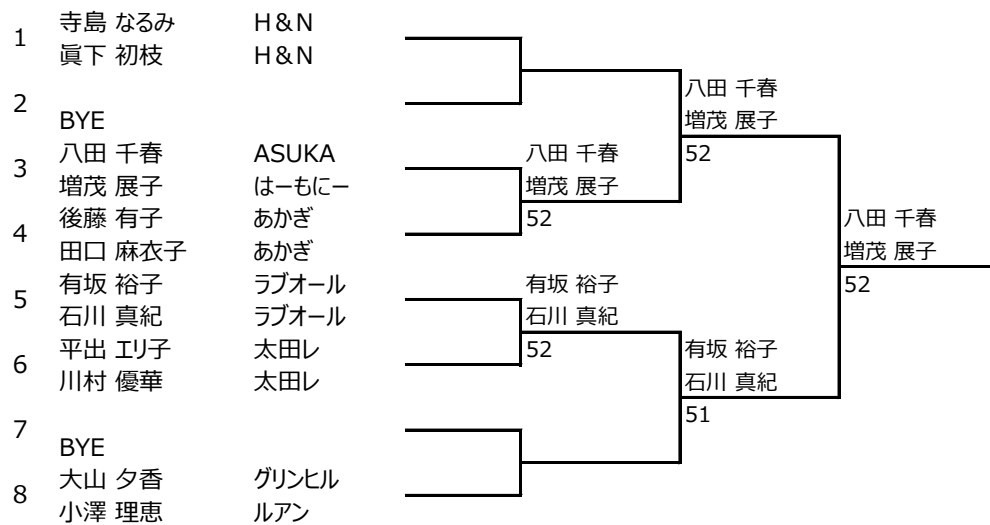 1
寺島 なるみ H&N
眞下 初枝 H&N
2
BYE
3
八田 千春 ASUKA
増茂 展子 はーもにー
4
後藤 有子 あかぎ
田口 麻衣子 あかぎ
5
有坂 裕子 ラブオール
石川 真紀 ラブオール
6
平出 エリ子 太田レ
川村 優華 太田レ
7
BYE
8
大山 夕香 グリンヒル
小澤 理恵 ルアン
八田 千春
増茂 展子
52
有坂 裕子
石川 真紀
52
八田 千春
増茂 展子
52
有坂 裕子
石川 真紀
51
八田 千春
増茂 展子
52